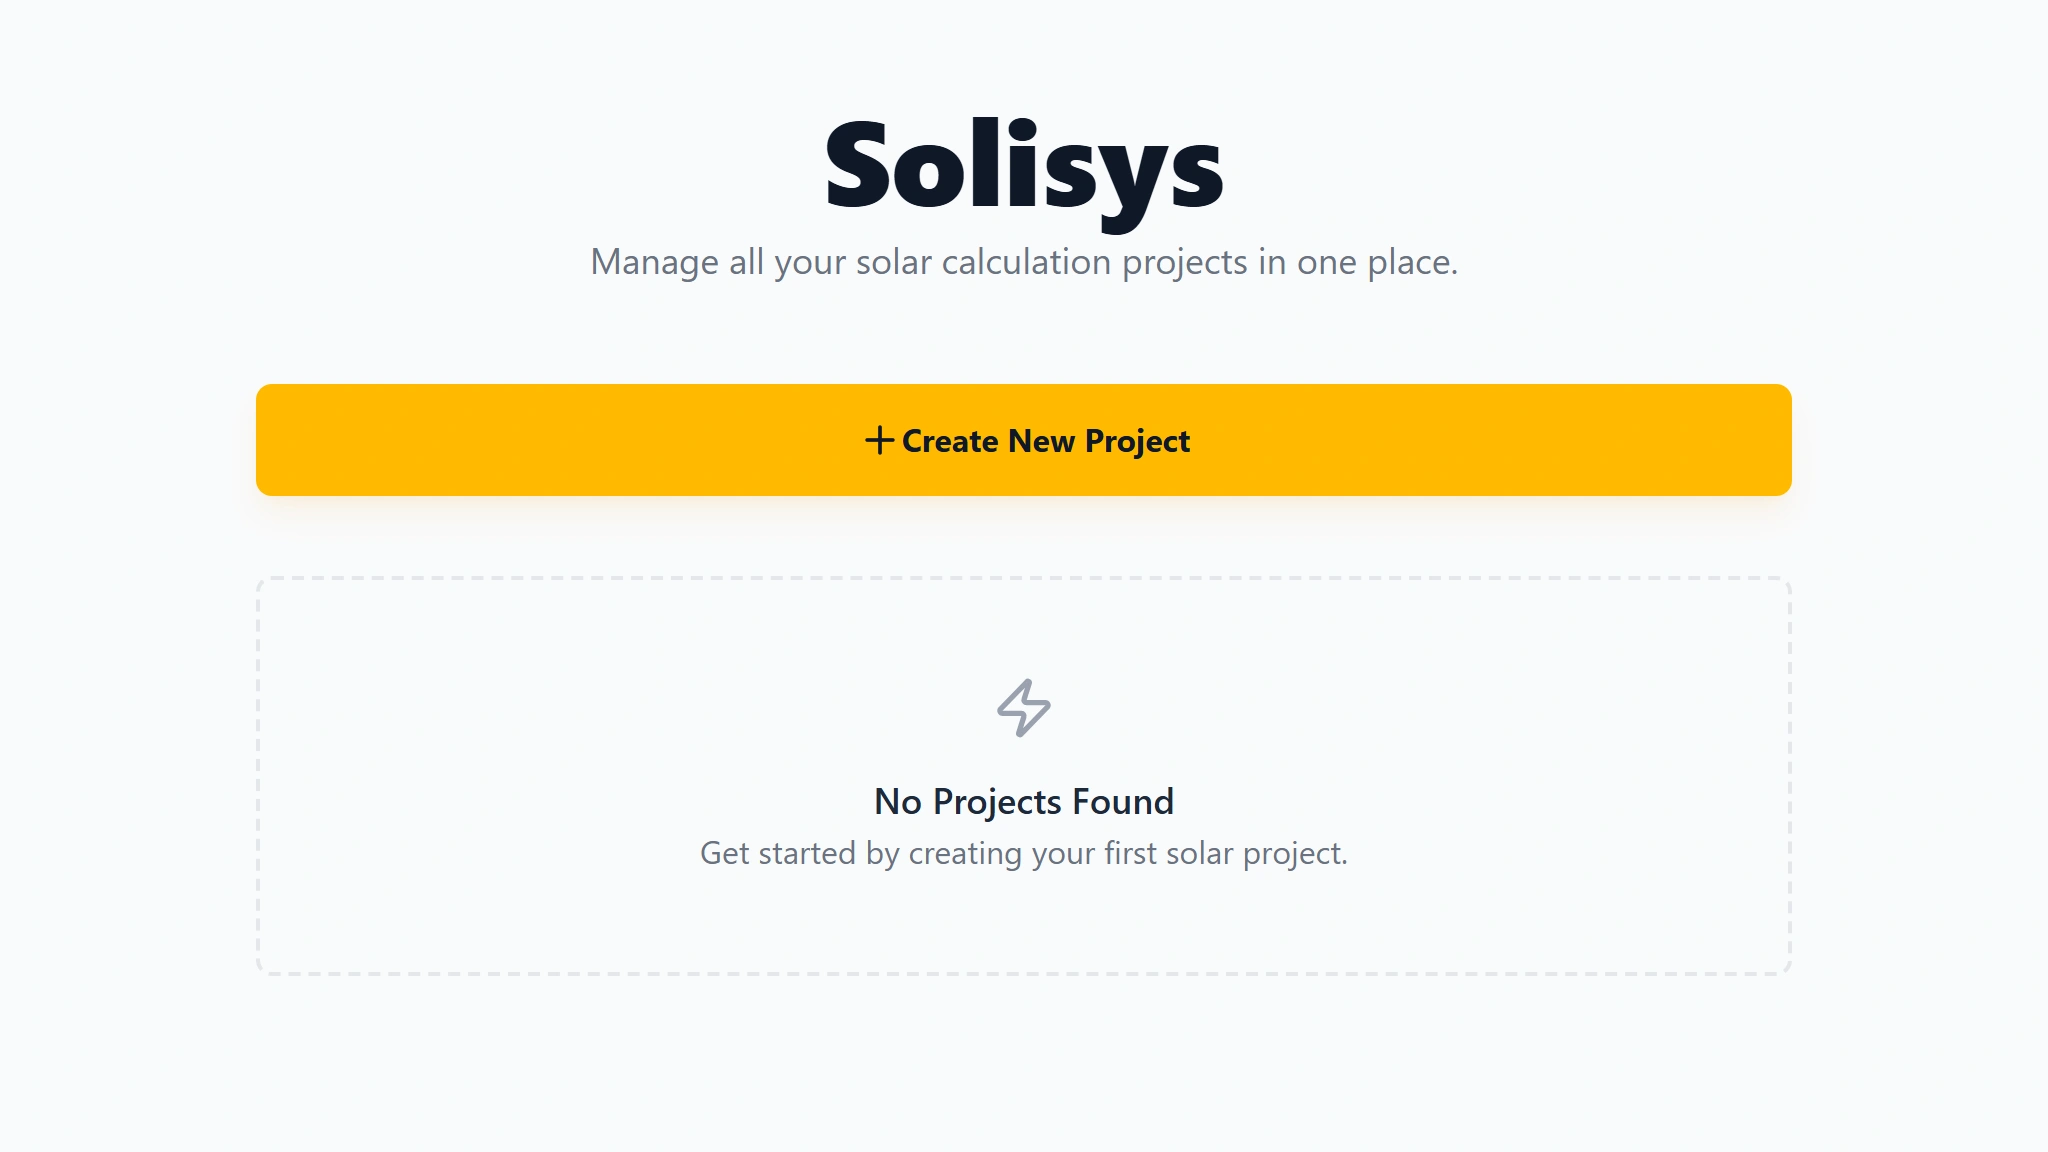 Solisys
Manage all your solar calculation projects in one place.
Create New Project
No Projects Found
Get started by creating your first solar project.